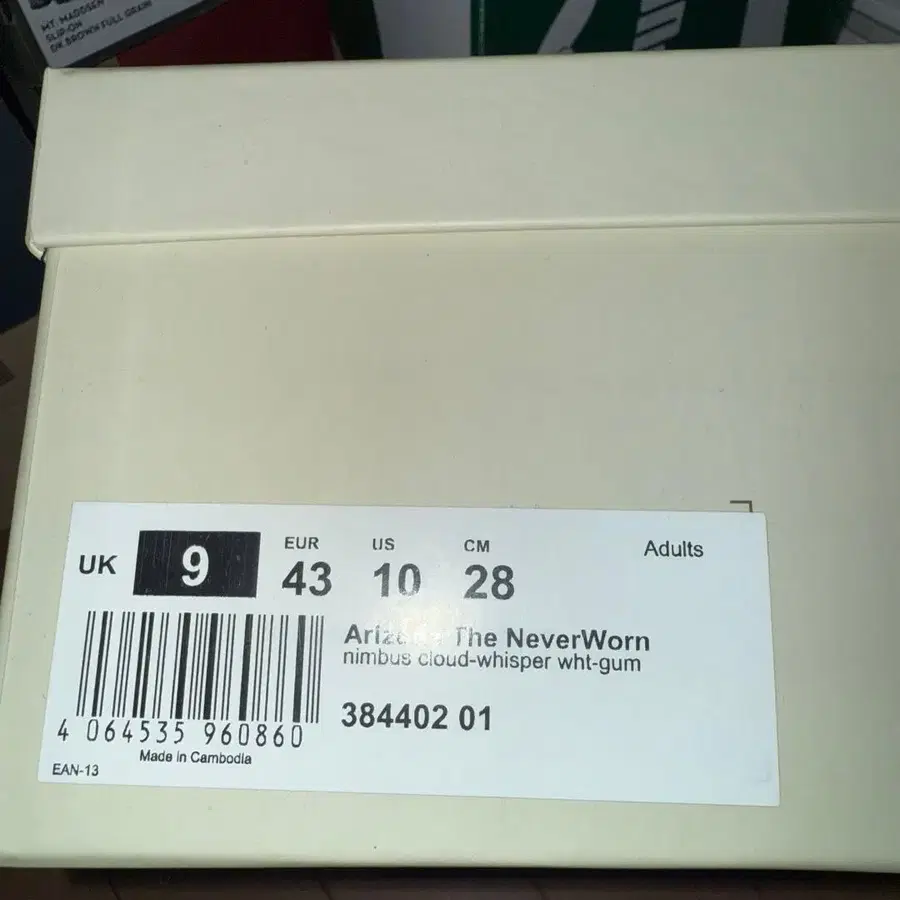 MT. MADDSEN
SLIP-ON
DK BROWN FULL GRAIN
UK 9 EUR 43 US 10 CM 28 Adults
The NeverWorn
nimbus cloud-whisper wht-gum
384402 01
4 064535 960860
Made in Cambodia
EAN-13